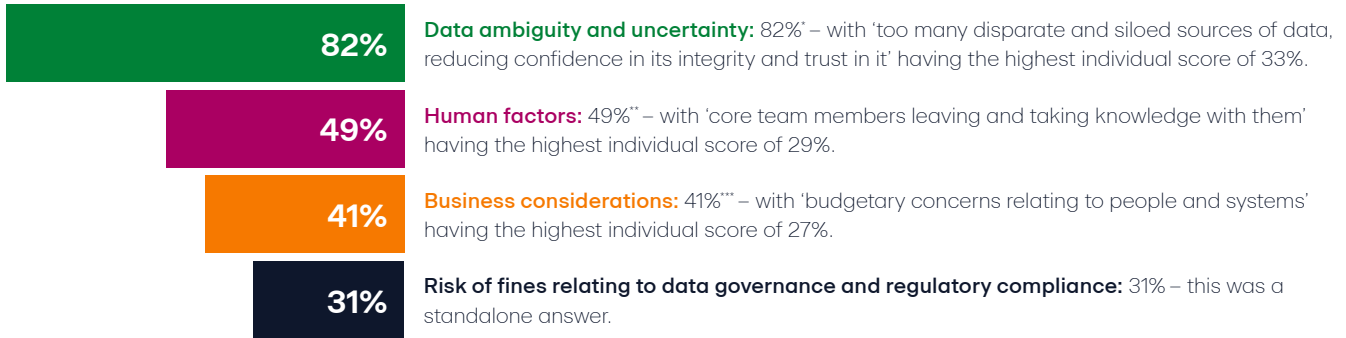 82%
Data ambiguity and uncertainty: 82%* – with ‘too many disparate and siloed sources of data,
reducing confidence in its integrity and trust in it’ having the highest individual score of 33%.
49%
Human factors: 49%** – with ‘core team members leaving and taking knowledge with them’
having the highest individual score of 29%.
41%
Business considerations: 41%*** – with ‘budgetary concerns relating to people and systems’
having the highest individual score of 27%.
31%
Risk of fines relating to data governance and regulatory compliance: 31% – this was a
standalone answer.